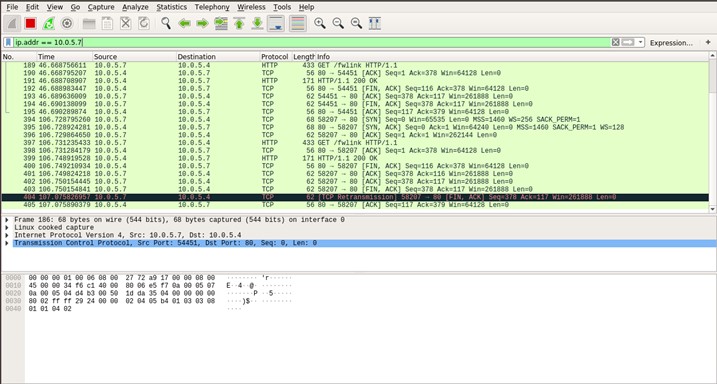 File Edit View Go Capture Analyze Statistics Telephony Wireless Tools Help
ip.addr == 10.0.5.7
Expression... +
No. Time Source Destination Protocol Length Info
189 46.668756611 10.0.5.7 10.0.5.4 HTTP 433 GET /fwlink HTTP/1.1
190 46.668795207 10.0.5.4 10.0.5.7 TCP 56 80 → 54451 [ACK] Seq=1 Ack=378 Win=64128 Len=0
191 46.688708907 10.0.5.4 10.0.5.7 HTTP 171 HTTP/1.1 200 OK
192 46.688983447 10.0.5.4 10.0.5.7 TCP 56 80 → 54451 [FIN, ACK] Seq=116 Ack=378 Win=64128 Len=0
193 46.689636009 10.0.5.7 10.0.5.4 TCP 62 54451 → 80 [ACK] Seq=378 Ack=117 Win=261888 Len=0
194 46.690138099 10.0.5.7 10.0.5.4 TCP 62 54451 → 80 [FIN, ACK] Seq=378 Ack=117 Win=261888 Len=0
195 46.690289874 10.0.5.4 10.0.5.7 TCP 56 80 → 54451 [ACK] Seq=117 Ack=379 Win=64128 Len=0
394 106.728795260 10.0.5.7 10.0.5.4 TCP 68 58207 → 80 [SYN] Seq=0 Win=65535 Len=0 MSS=1460 WS=256 SACK_PERM=1
395 106.728924281 10.0.5.4 10.0.5.7 TCP 68 80 → 58207 [SYN, ACK] Seq=0 Ack=1 Win=64240 Len=0 MSS=1460 SACK_PERM=1 WS=128
396 106.729864650 10.0.5.7 10.0.5.4 TCP 62 58207 → 80 [ACK] Seq=1 Ack=1 Win=262144 Len=0
397 106.731235433 10.0.5.7 10.0.5.4 HTTP 433 GET /fwlink HTTP/1.1
398 106.731284179 10.0.5.4 10.0.5.7 TCP 56 80 → 58207 [ACK] Seq=1 Ack=378 Win=64128 Len=0
399 106.748919528 10.0.5.4 10.0.5.7 HTTP 171 HTTP/1.1 200 OK
400 106.749210934 10.0.5.4 10.0.5.7 TCP 56 80 → 58207 [FIN, ACK] Seq=116 Ack=378 Win=64128 Len=0
401 106.749824218 10.0.5.7 10.0.5.4 TCP 62 58207 → 80 [ACK] Seq=378 Ack=116 Win=261888 Len=0
402 106.750154445 10.0.5.7 10.0.5.4 TCP 62 58207 → 80 [ACK] Seq=378 Ack=117 Win=261888 Len=0
403 106.750154841 10.0.5.7 10.0.5.4 TCP 62 58207 → 80 [FIN, ACK] Seq=378 Ack=117 Win=261888 Len=0
404 107.075826957 10.0.5.7 10.0.5.4 TCP 62 [TCP Retransmission] 58207 → 80 [FIN, ACK] Seq=378 Ack=117 Win=261888 Len=0
405 107.075890379 10.0.5.4 10.0.5.7 TCP 56 80 → 58207 [ACK] Seq=117 Ack=379 Win=64128 Len=0
Frame 186: 68 bytes on wire (544 bits), 68 bytes captured (544 bits) on interface 0
Linux cooked capture
Internet Protocol Version 4, Src: 10.0.5.7, Dst: 10.0.5.4
Transmission Control Protocol, Src Port: 54451, Dst Port: 80, Seq: 0, Len: 0
0000 00 00 00 01 00 06 08 00 27 72 a9 17 00 00 08 00 ········ 'r······
0010 45 00 00 34 f6 c1 40 00 80 06 e5 f7 0a 00 05 07 E··4··@· ········
0020 0a 00 05 04 d4 b3 00 50 1d da 35 04 00 00 00 00 ·······P ··5·····
0030 80 02 ff ff 29 24 00 00 02 04 05 b4 01 03 03 08 ····)$·· ········
0040 01 01 04 02 ····